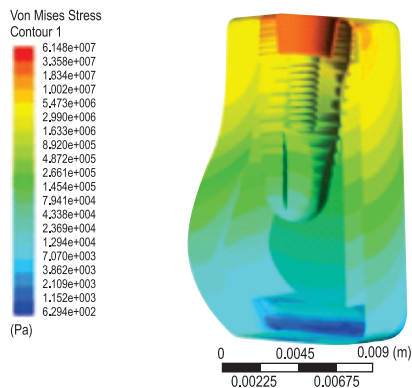 Von Mises Stress
Contour 1
6.148e+007
3.358e+007
1.834e+007
1.002e+007
5,473e+006
2,990e+006
1,633e+006
8,920e+005
4,872e+005
2,661e+005
1,454e+005
7,941e+004
4,338e+004
2,369e+004
1,294e+004
7,070e+003
3,862e+003
2,109e+003
1,152e+003
6,294e+002
(Pa)
0 0.0045 0.009 (m)
0.00225 0.00675